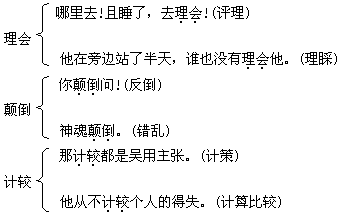 理会
哪里去!且睡了，去理会!(评理)
他在旁边站了半天，谁也没有理会他。(理睬)
颠倒
你颠倒问!(反倒)
神魂颠倒。(错乱)
计较
那计较都是吴用主张。(计策)
他从不计较个人的得失。(计算比较)